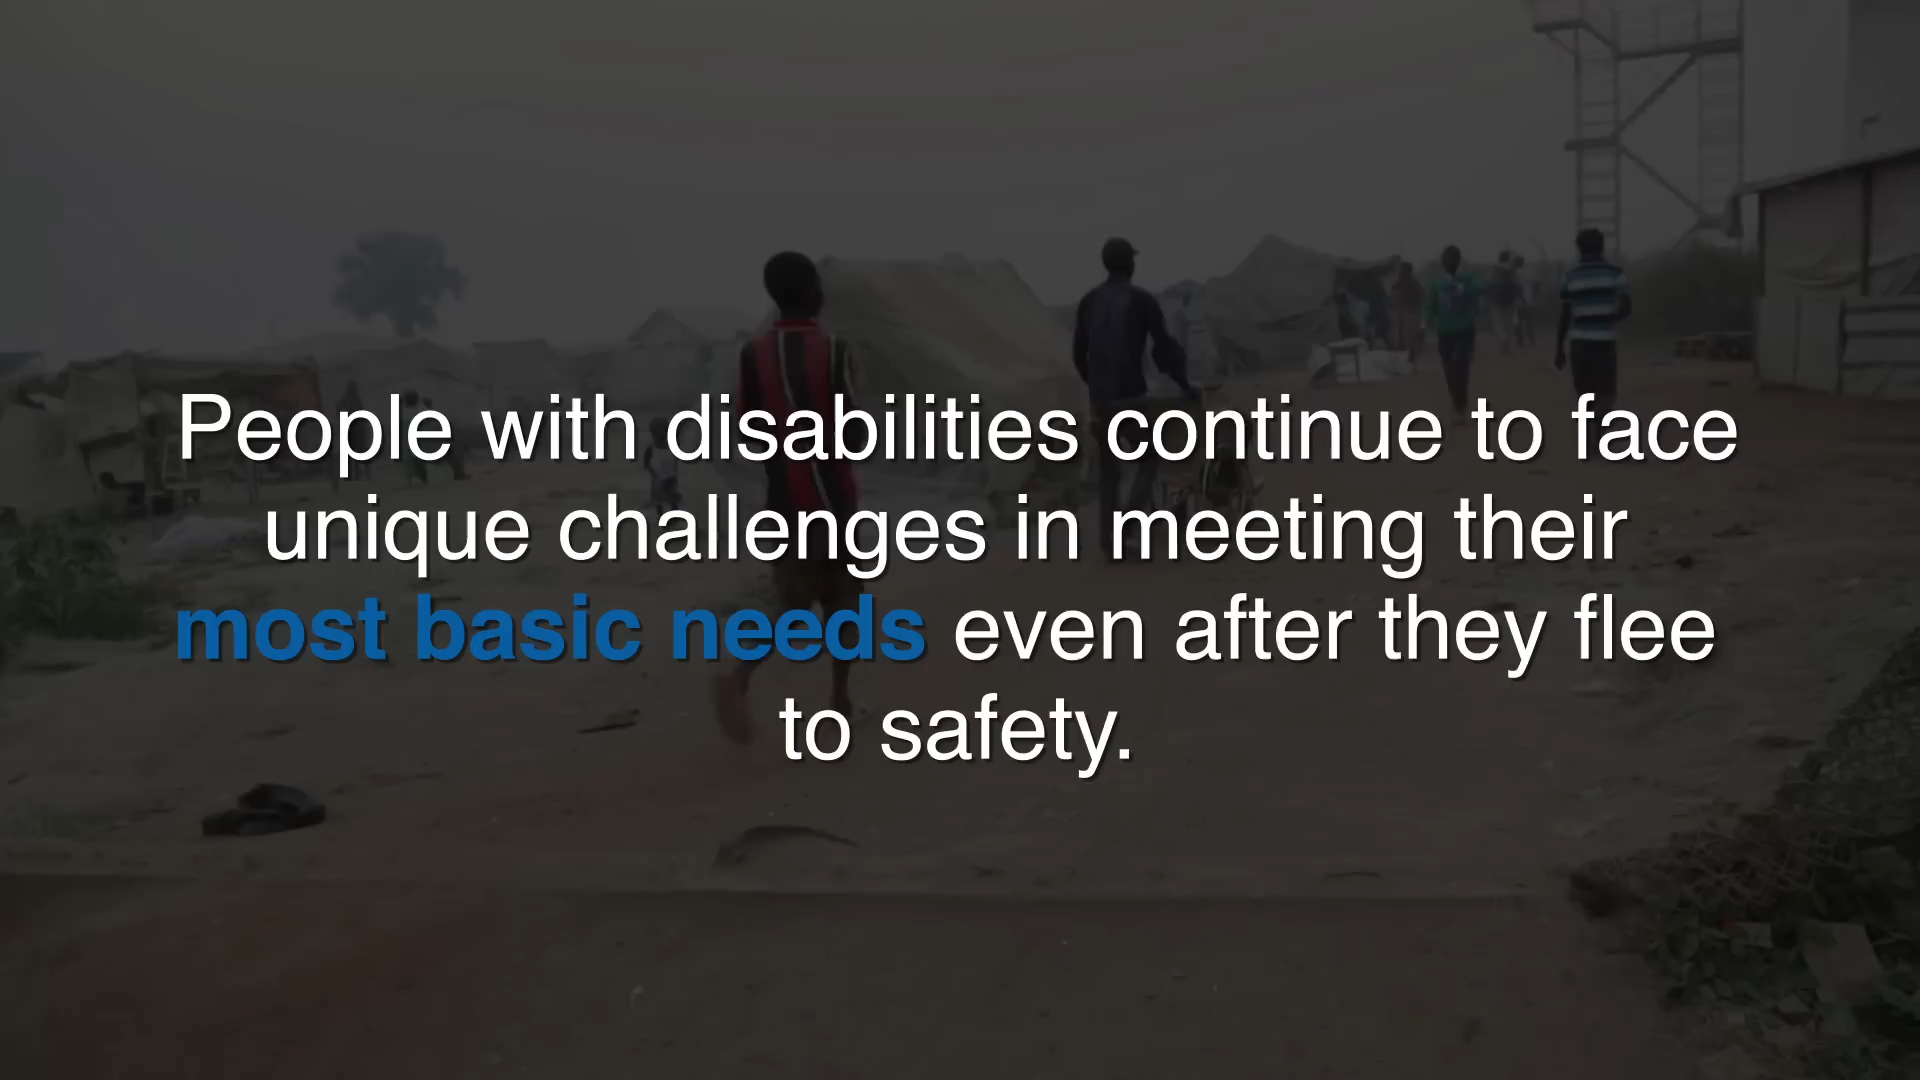 People with disabilities continue to face
unique challenges in meeting their
most basic needs even after they flee
to safety.